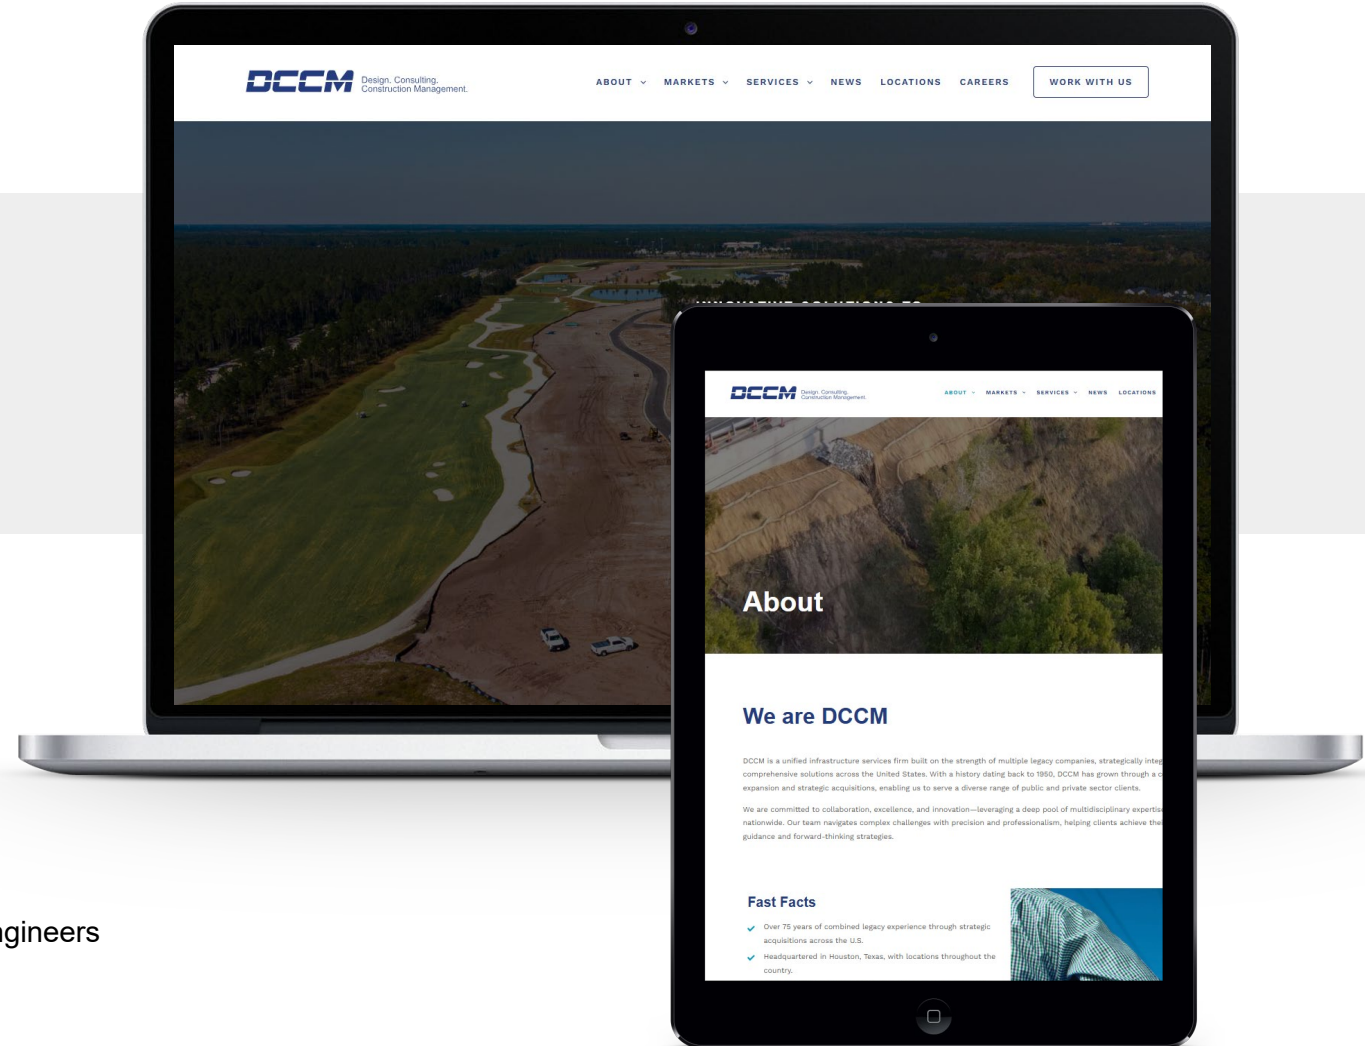 DCCM Design. Consulting.
Construction Management.
ABOUT MARKETS SERVICES NEWS LOCATIONS CAREERS WORK WITH US
DCCM Design. Consulting.
Construction Management.
ABOUT MARKETS SERVICES NEWS LOCATIONS
About
We are DCCM
DCCM is a unified infrastructure services firm built on the strength of multiple legacy companies, strategically integ
comprehensive solutions across the United States. With a history dating back to 1950, DCCM has grown through a c
expansion and strategic acquisitions, enabling us to serve a diverse range of public and private sector clients.
We are committed to collaboration, excellence, and innovation—leveraging a deep pool of multidisciplinary expertise
nationwide. Our team navigates complex challenges with precision and professionalism, helping clients achieve thei
guidance and forward-thinking strategies.
Fast Facts
Over 75 years of combined legacy experience through strategic
acquisitions across the U.S.
Headquartered in Houston, Texas, with locations throughout the
country.
ngineers